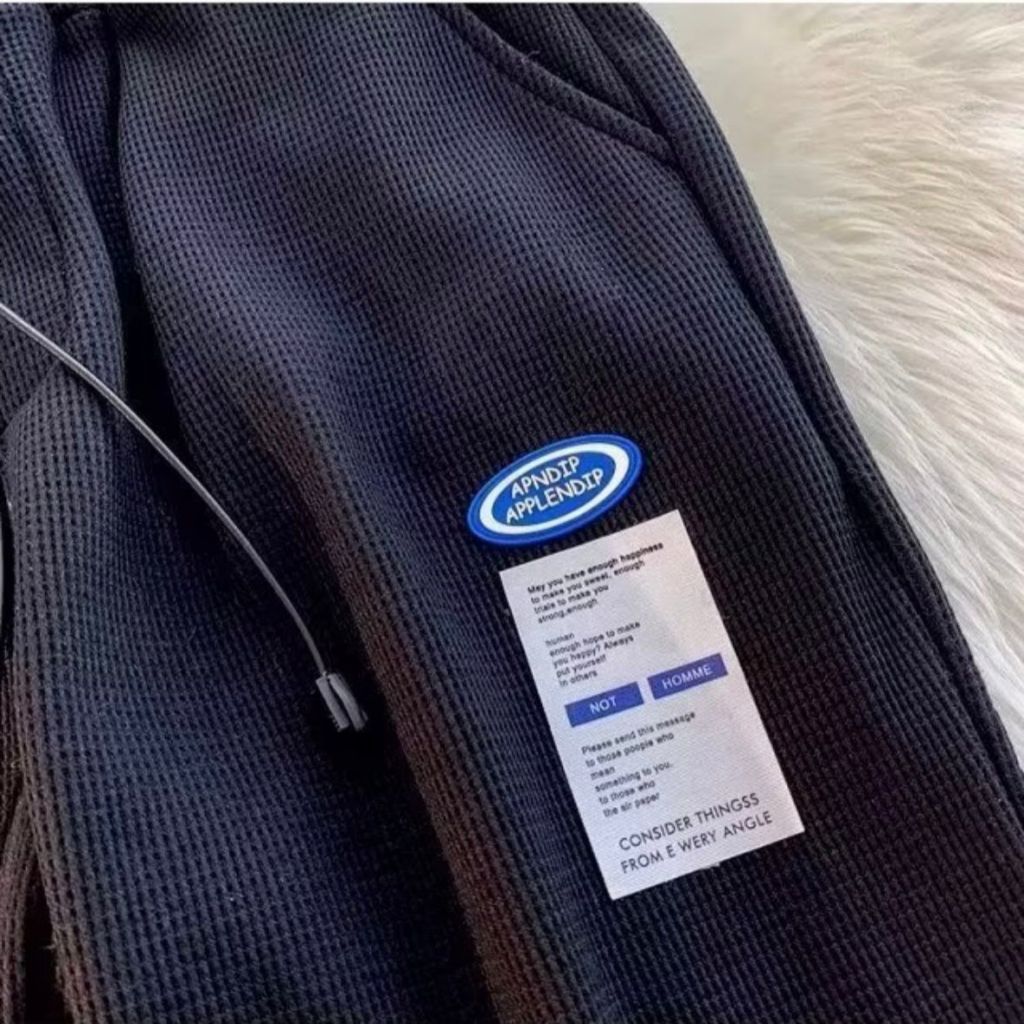 APNDIP
APPLENDIP
May you have enough happiness
to make you sweet, enough
trials to make you
strong,enough
human
enough hope to make
you happy? Always
put yourself
in others
NOT
HOMME
Please send this message
to those poople who
mean
something to you,
to those who
the air paper
CONSIDER THINGSS
FROM E WERY ANGLE